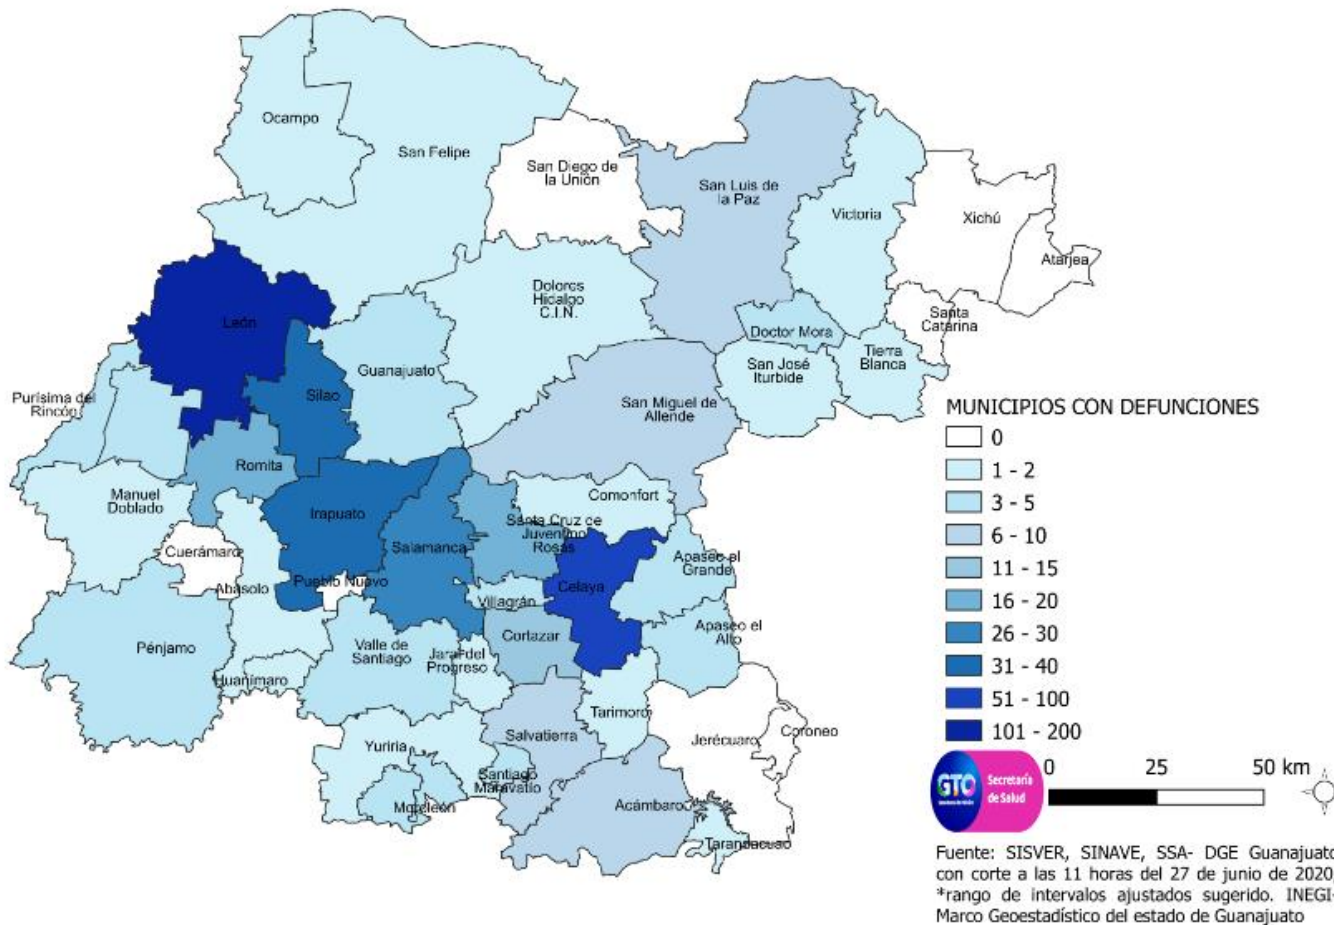 Ocampo
San Felipe
San Diego de
la Unión
San Luis de
la Paz
Victoria
Xichú
Atarjea
León
Dolores
Hidalgo
C.I.N.
Santa
Catarina
Doctor Mora
Tierra
Blanca
San José
Iturbide
Guanajuato
Silao
Purísima del
Rincón
San Miguel de
Allende
Romita
Manuel
Doblado
Comonfort
Irapuato
Santa Cruz de
Juventino
Rosas
Salamanca
Cuerámaro
Apaseo el
Grande
Pueblo Nuevo
Abasolo
Celaya
Villagrán
Apaseo el
Alto
Cortazar
Pénjamo
Valle de
Santiago
Jaral del
Progreso
Huanímaro
Tarimoro
Coroneo
Jerécuaro
Salvatierra
Yuriria
Santiago
Maravatío
Moroleón
Acámbaro
Tarandacuao
MUNICIPIOS CON DEFUNCIONES
0
1 - 2
3 - 5
6 - 10
11 - 15
16 - 20
26 - 30
31 - 40
51 - 100
101 - 200
GTO
Secretaría
de Salud
0 25 50 km
Fuente: SISVER, SINAVE, SSA- DGE Guanajuato
con corte a las 11 horas del 27 de junio de 2020,
*rango de intervalos ajustados sugerido. INEGI-
Marco Geoestadístico del estado de Guanajuato